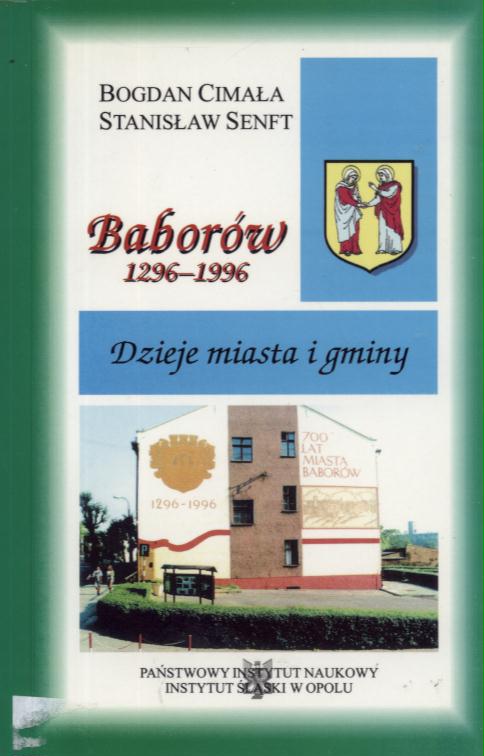 BOGDAN CIMAŁA
STANISŁAW SENFT
Baborów
1296–1996
Dzieje miasta i gminy
1296-1996
700
LAT
MIASTA
BABORÓW
P
PAŃSTWOWY INSTYTUT NAUKOWY
INSTYTUT ŚLĄSKI W OPOLU